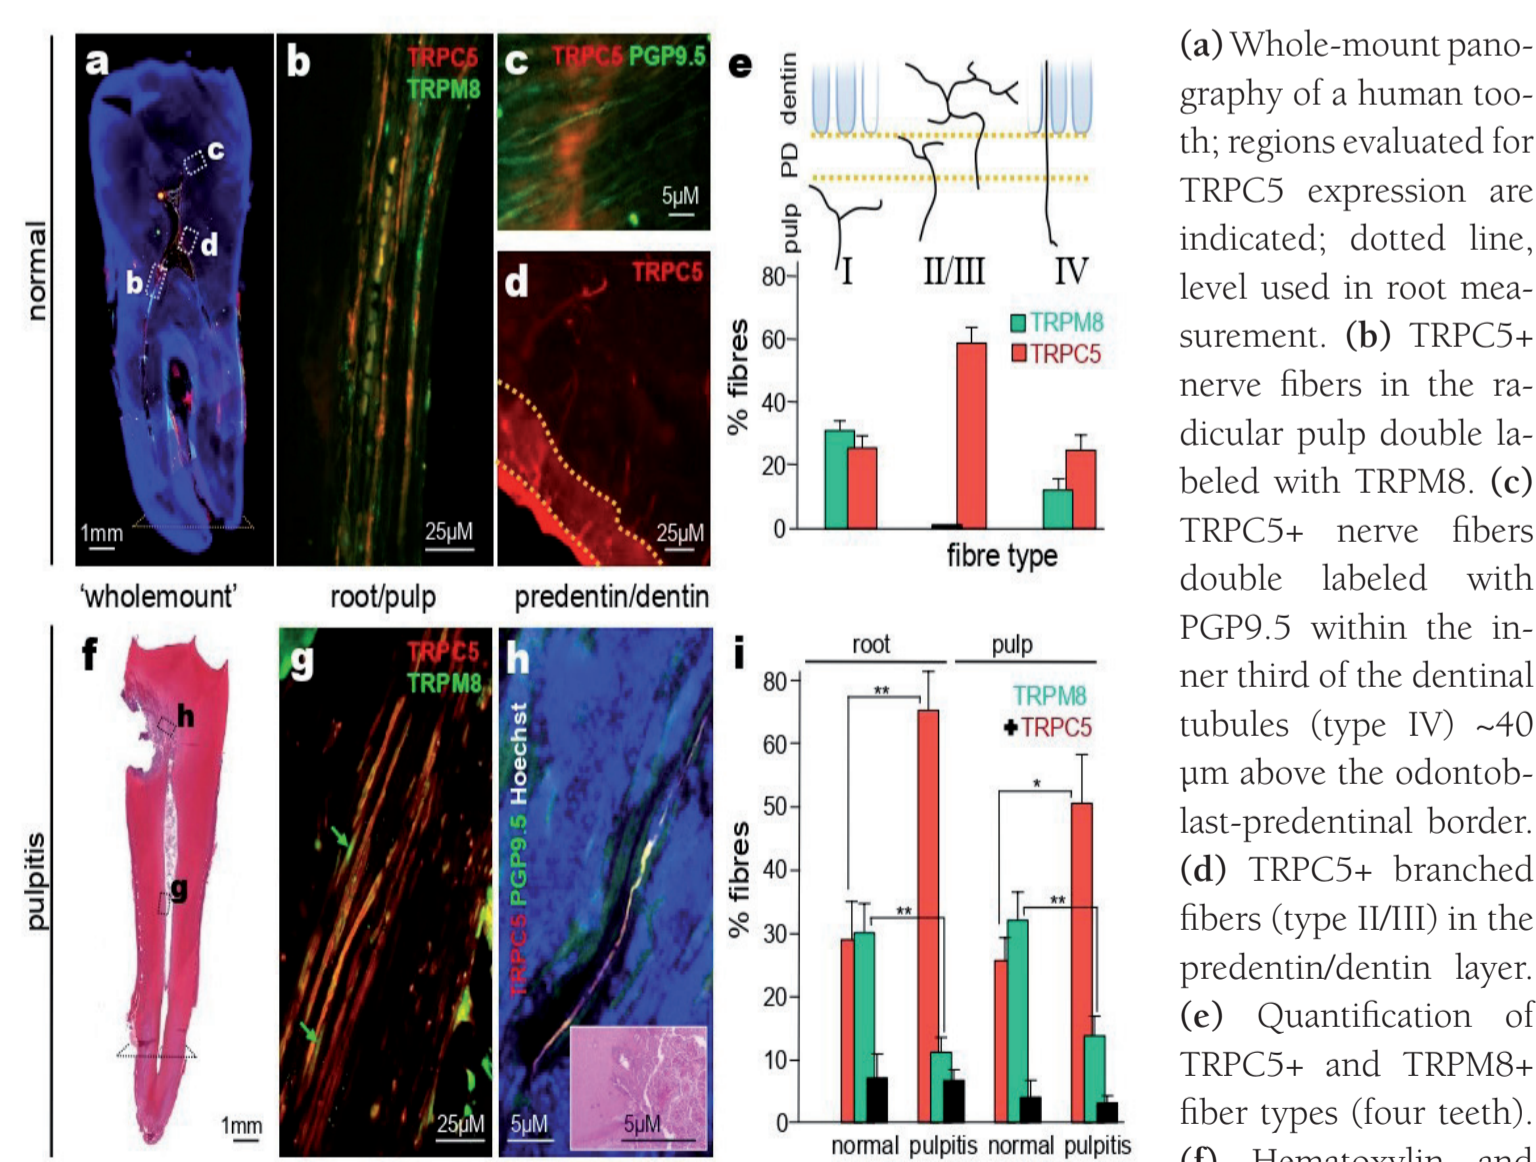 normal
a
c
d
b
1mm
b
TRPC5
TRPM8
25µM
c
TRPC5 PGP9.5
5µM
d
TRPC5
25µM
e
dentin
PD
pulp
I
II/III
IV
80
60
40
20
0
% fibres
TRPM8
TRPC5
fibre type
'wholemount'
root/pulp
predentin/dentin
pulpitis
f
h
g
1mm
g
TRPC5
TRPM8
25µM
h
TRPC5 PGP9.5 Hoechst
5µM
5µM
i
root
pulp
TRPM8
+TRPC5
80
60
50
40
30
20
10
0
% fibres
**
**
*
**
normal pulpitis normal pulpitis
(a) Whole-mount pano-
graphy of a human too-
th; regions evaluated for
TRPC5 expression are
indicated; dotted line,
level used in root mea-
surement. (b) TRPC5+
nerve fibers in the ra-
dicular pulp double la-
beled with TRPM8. (c)
TRPC5+ nerve fibers
double labeled with
PGP9.5 within the in-
ner third of the dentinal
tubules (type IV) ~40
µm above the odontob-
last-predentinal border.
(d) TRPC5+ branched
fibers (type II/III) in the
predentin/dentin layer.
(e) Quantification of
TRPC5+ and TRPM8+
fiber types (four teeth).
(f) Hematoxylin and